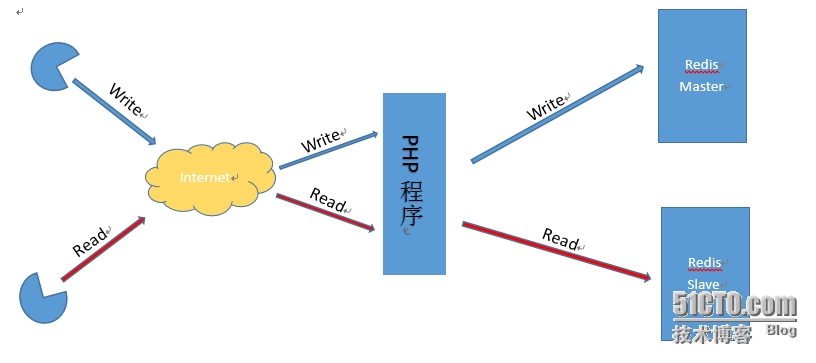 Write
Read
Internet
Write
Read
PHP 程序
Write
Read
Redis
Master
Redis
Slave
51CTO.com
技术博客 Blog